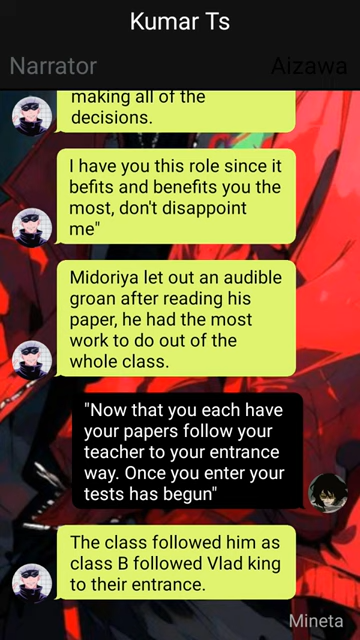 Kumar Ts
Narrator
Aizawa
making all of the
decisions.
I have you this role since it
befits and benefits you the
most, don't disappoint
me"
Midoriya let out an audible
groan after reading his
paper, he had the most
work to do out of the
whole class.
"Now that you each have
your papers follow your
teacher to your entrance
way. Once you enter your
tests has begun"
The class followed him as
class B followed Vlad king
to their entrance.
Mineta